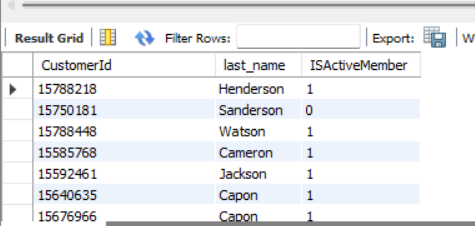 Result Grid Filter Rows: Export: W
CustomerId last_name ISActiveMember
15788218 Henderson 1
15750181 Sanderson 0
15788448 Watson 1
15585768 Cameron 1
15592461 Jackson 1
15640635 Capon 1
15676966 Capon 1